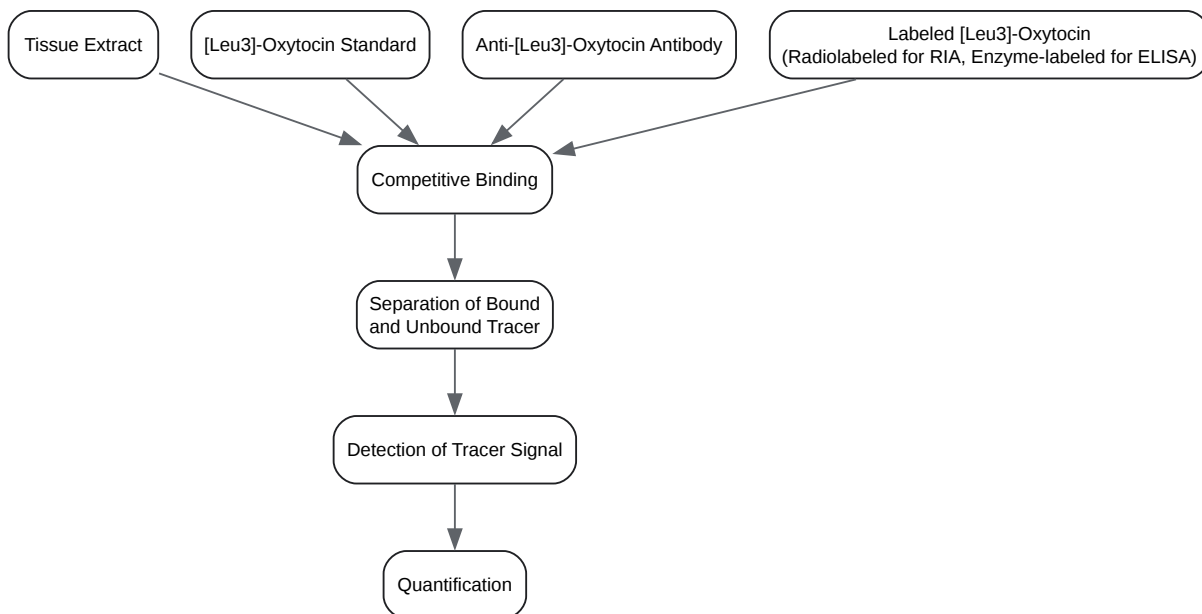 Tissue Extract
[Leu3]-Oxytocin Standard
Anti-[Leu3]-Oxytocin Antibody
Labeled [Leu3]-Oxytocin
(Radiolabeled for RIA, Enzyme-labeled for ELISA)
Competitive Binding
Separation of Bound
and Unbound Tracer
Detection of Tracer Signal
Quantification